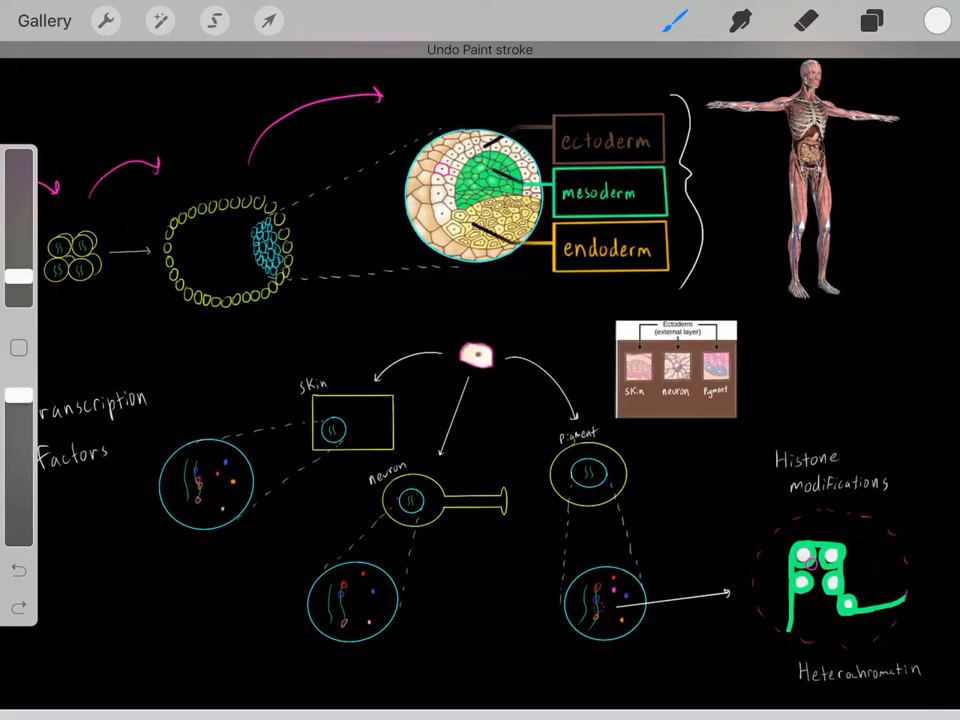 Gallery
Undo Paint stroke
ectoderm
mesoderm
endoderm
Ectoderm
(external layer)
skin
neuron
Pigment
skin
ranscription
Factors
neuron
Pigment
Histone
modifications
Heterochromatin